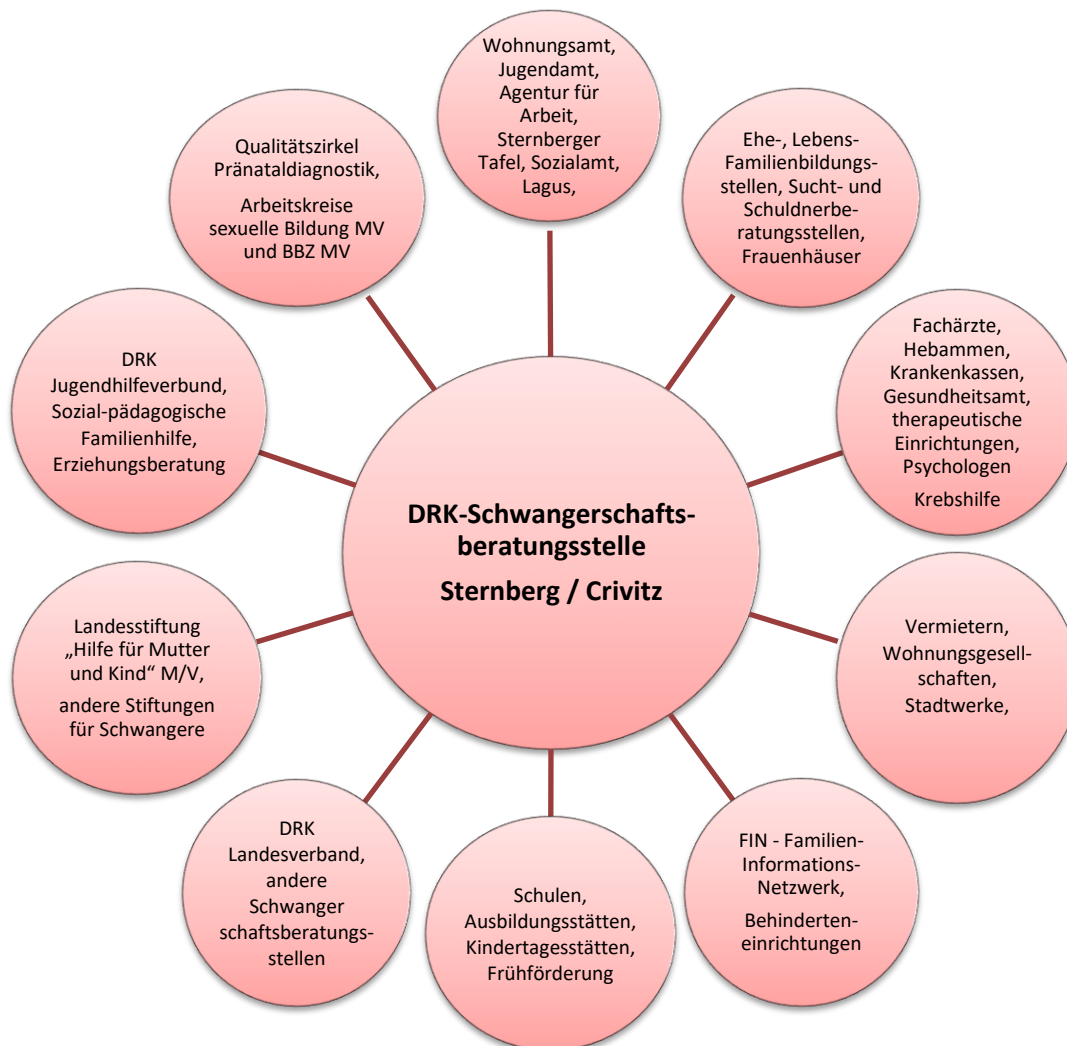 Wohnungsamt,
Jugendamt,
Agentur für
Arbeit,
Sternberger
Tafel, Sozialamt,
Lagus,
Ehe-, Lebens-
Familienbildungs-
stellen, Sucht- und
Schuldnerbe-
ratungsstellen,
Frauenhäuser
Fachärzte,
Hebammen,
Krankenkassen,
Gesundheitsamt,
therapeutische
Einrichtungen,
Psychologen
Krebshilfe
Vermietern,
Wohnungsgesell-
schaften,
Stadtwerke,
FIN - Familien-
Informations-
Netzwerk,
Behinderten-
einrichtungen
Schulen,
Ausbildungsstätten,
Kindertagesstätten,
Frühförderung
DRK
Landesverband,
andere
Schwanger
schaftsberatungs-
stellen
Landesstiftung
„Hilfe für Mutter
und Kind“ M/V,
andere Stiftungen
für Schwangere
DRK
Jugendhilfeverbund,
Sozial-pädagogische
Familienhilfe,
Erziehungsberatung
Qualitätszirkel
Pränataldiagnostik,
Arbeitskreise
sexuelle Bildung MV
und BBZ MV
DRK-Schwangerschafts-
beratungsstelle
Sternberg / Crivitz